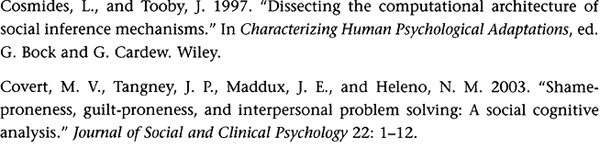 Cosmides, L., and Tooby, J. 1997. “Dissecting the computational architecture of
social inference mechanisms.” In Characterizing Human Psychological Adaptations, ed.
G. Bock and G. Cardew. Wiley.
Covert, M. V., Tangney, J. P., Maddux, J. E., and Heleno, N. M. 2003. “Shame-
proneness, guilt-proneness, and interpersonal problem solving: A social cognitive
analysis.” Journal of Social and Clinical Psychology 22: 1–12.